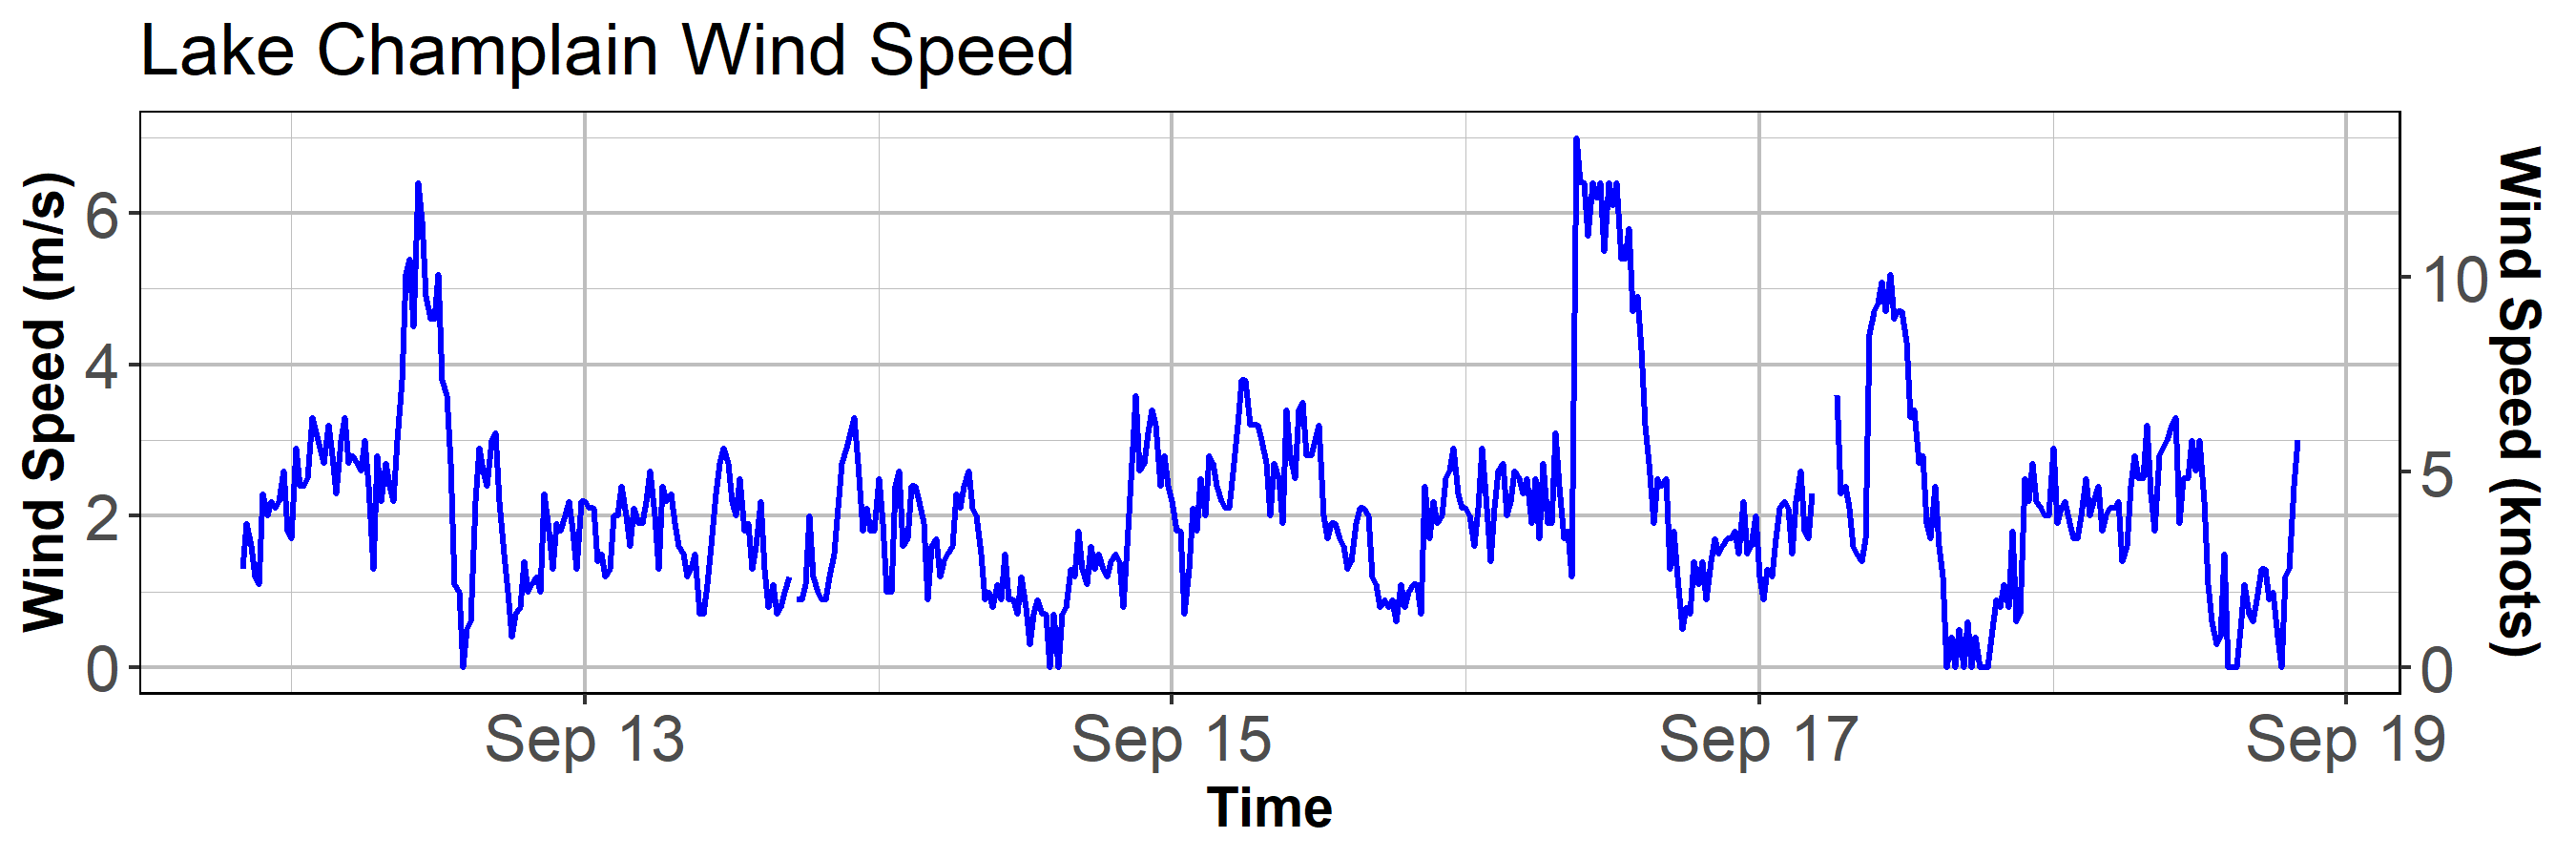 Lake Champlain Wind Speed
Wind Speed (m/s)
6
4
2
0
10
5
0
Wind Speed (knots)
Sep 13
Sep 15
Sep 17
Sep 19
Time